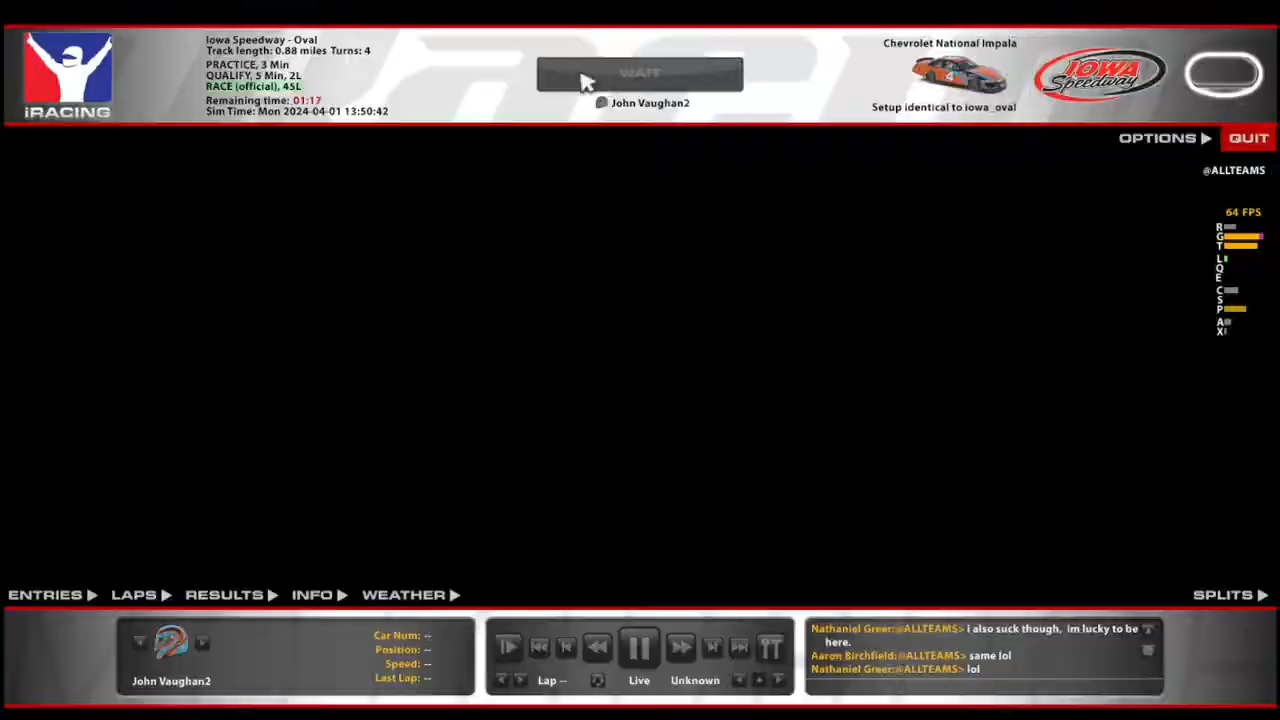 iRACING
Iowa Speedway - Oval
Track length: 0.88 miles Turns: 4
PRACTICE, 3 Min
QUALIFY, 5 Min, 2L
RACE (official), 45L
Remaining time: 01:17
Sim Time: Mon 2024-04-01 13:50:42
WAIT
John Vaughan2
Chevrolet National Impala
4
Setup identical to iowa_oval
IOWA
Speedway
OPTIONS
QUIT
@ALLTEAMS
64 FPS
R
G
T
L
Q
E
C
S
P
A
X
ENTRIES
LAPS
RESULTS
INFO
WEATHER
SPLITS
John Vaughan2
Car Num: --
Position: --
Speed: --
Last Lap: --
Lap --
Live
Unknown
Nathaniel Greer:@ALLTEAMS> i also suck though, im lucky to be
here.
Aaron Birchfield:@ALLTEAMS> same lol
Nathaniel Greer:@ALLTEAMS> lol